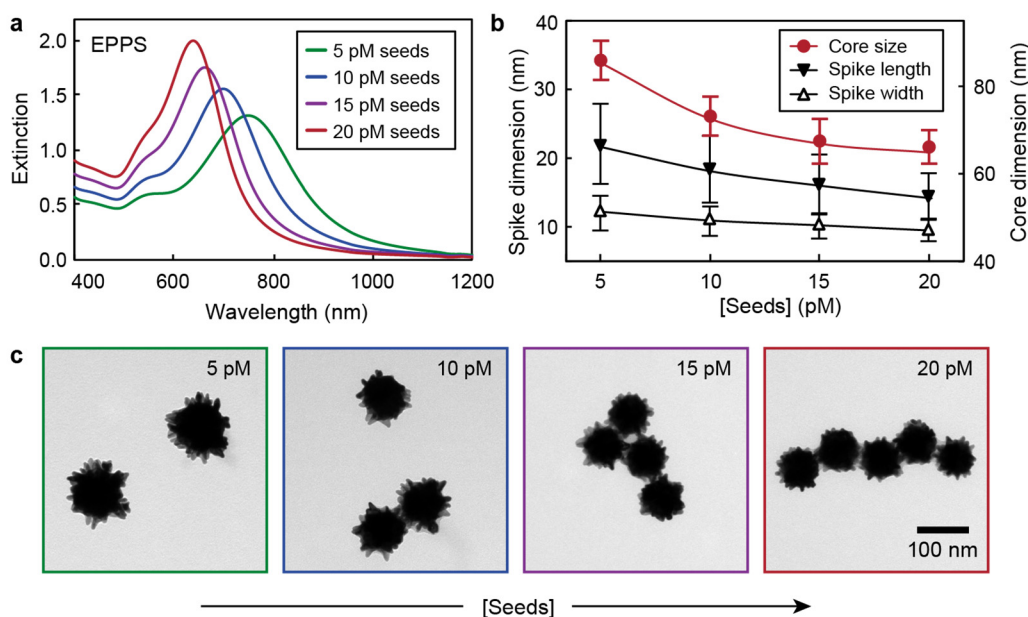 a
EPPS
5 pM seeds
10 pM seeds
15 pM seeds
20 pM seeds
Extinction
2.0
1.5
1.0
0.5
0.0
400
600
800
1000
1200
Wavelength (nm)
b
Core size
Spike length
Spike width
Spike dimension (nm)
40
30
20
10
Core dimension (nm)
80
60
40
5
10
15
20
[Seeds] (pM)
c
5 pM
10 pM
15 pM
20 pM
100 nm
[Seeds]